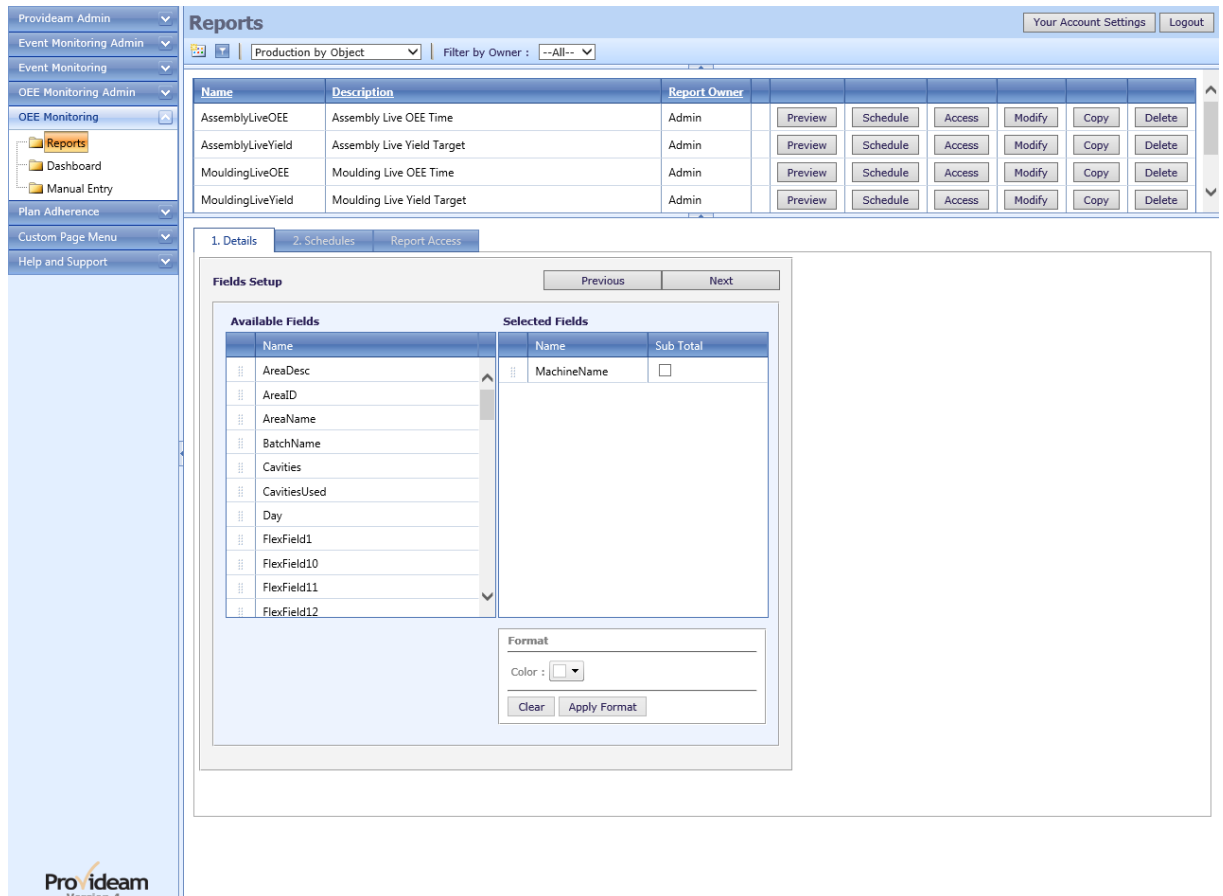 Provideam Admin
Event Monitoring Admin
Event Monitoring
OEE Monitoring Admin
OEE Monitoring
Reports
Dashboard
Manual Entry
Plan Adherence
Custom Page Menu
Help and Support
Provideam
Version 4
Reports
Your Account Settings Logout
Production by Object Filter by Owner : --All--
Name Description Report Owner
AssemblyLiveOEE Assembly Live OEE Time Admin Preview Schedule Access Modify Copy Delete
AssemblyLiveYield Assembly Live Yield Target Admin Preview Schedule Access Modify Copy Delete
MouldingLiveOEE Moulding Live OEE Time Admin Preview Schedule Access Modify Copy Delete
MouldingLiveYield Moulding Live Yield Target Admin Preview Schedule Access Modify Copy Delete
1. Details 2. Schedules Report Access
Fields Setup Previous Next
Available Fields
Name
AreaDesc
AreaID
AreaName
BatchName
Cavities
CavitiesUsed
Day
FlexField1
FlexField10
FlexField11
FlexField12
Selected Fields
Name Sub Total
MachineName
Format
Color :
Clear Apply Format